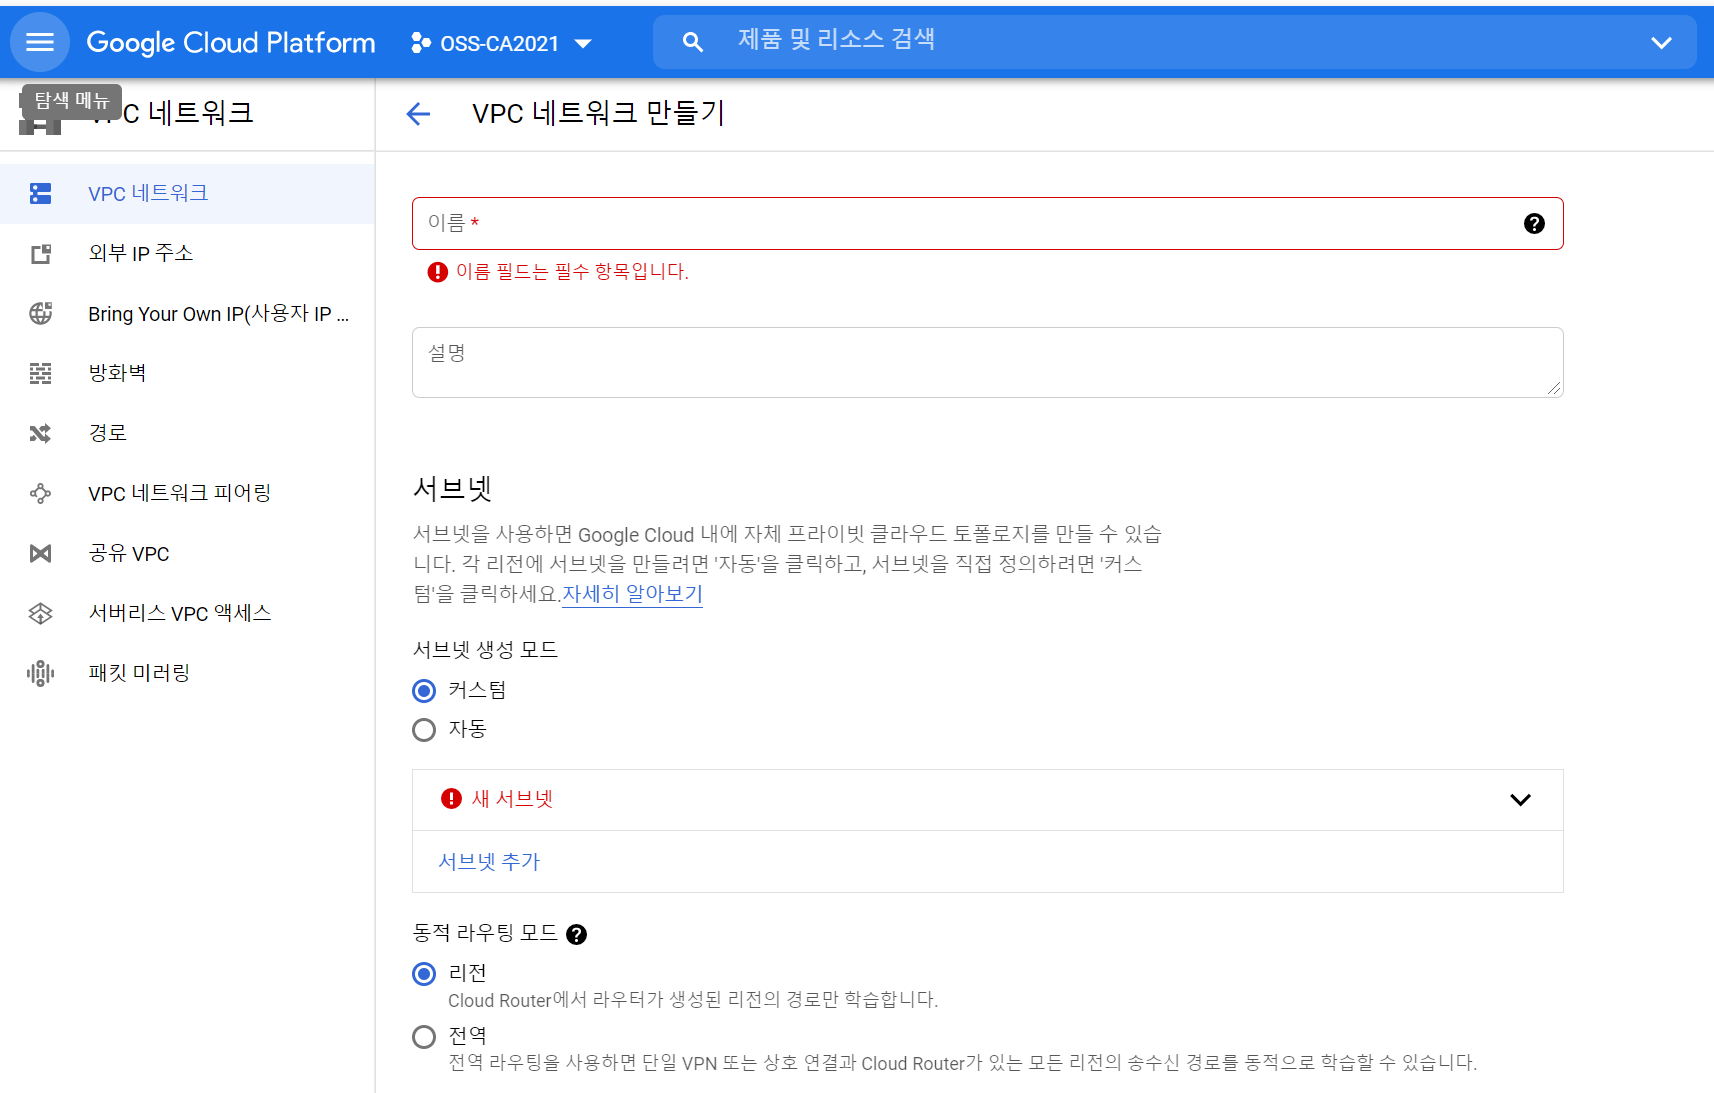 Google Cloud Platform
OSS-CA2021
제품 및 리소스 검색
탐색 메뉴
VPC 네트워크
VPC 네트워크 만들기
VPC 네트워크
외부 IP 주소
Bring Your Own IP(사용자 IP ...
방화벽
경로
VPC 네트워크 피어링
공유 VPC
서버리스 VPC 액세스
패킷 미러링
이름 *
이름 필드는 필수 항목입니다.
설명
서브넷
서브넷을 사용하면 Google Cloud 내에 자체 프라이빗 클라우드 토폴로지를 만들 수 있습
니다. 각 리전에 서브넷을 만들려면 '자동'을 클릭하고, 서브넷을 직접 정의하려면 '커스
텀'을 클릭하세요.자세히 알아보기
서브넷 생성 모드
커스텀
자동
새 서브넷
서브넷 추가
동적 라우팅 모드
리전
Cloud Router에서 라우터가 생성된 리전의 경로만 학습합니다.
전역
전역 라우팅을 사용하면 단일 VPN 또는 상호 연결과 Cloud Router가 있는 모든 리전의 송수신 경로를 동적으로 학습할 수 있습니다.